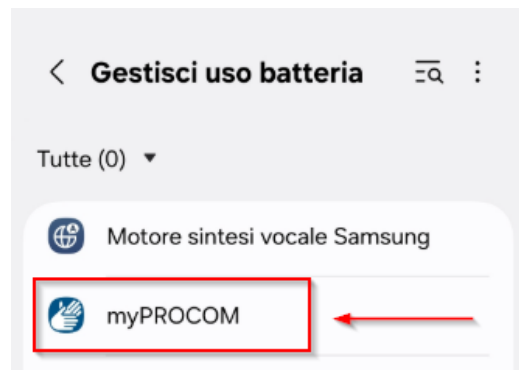 Gestisci uso batteria
Tutte (0)
Motore sintesi vocale Samsung
myPROCOM